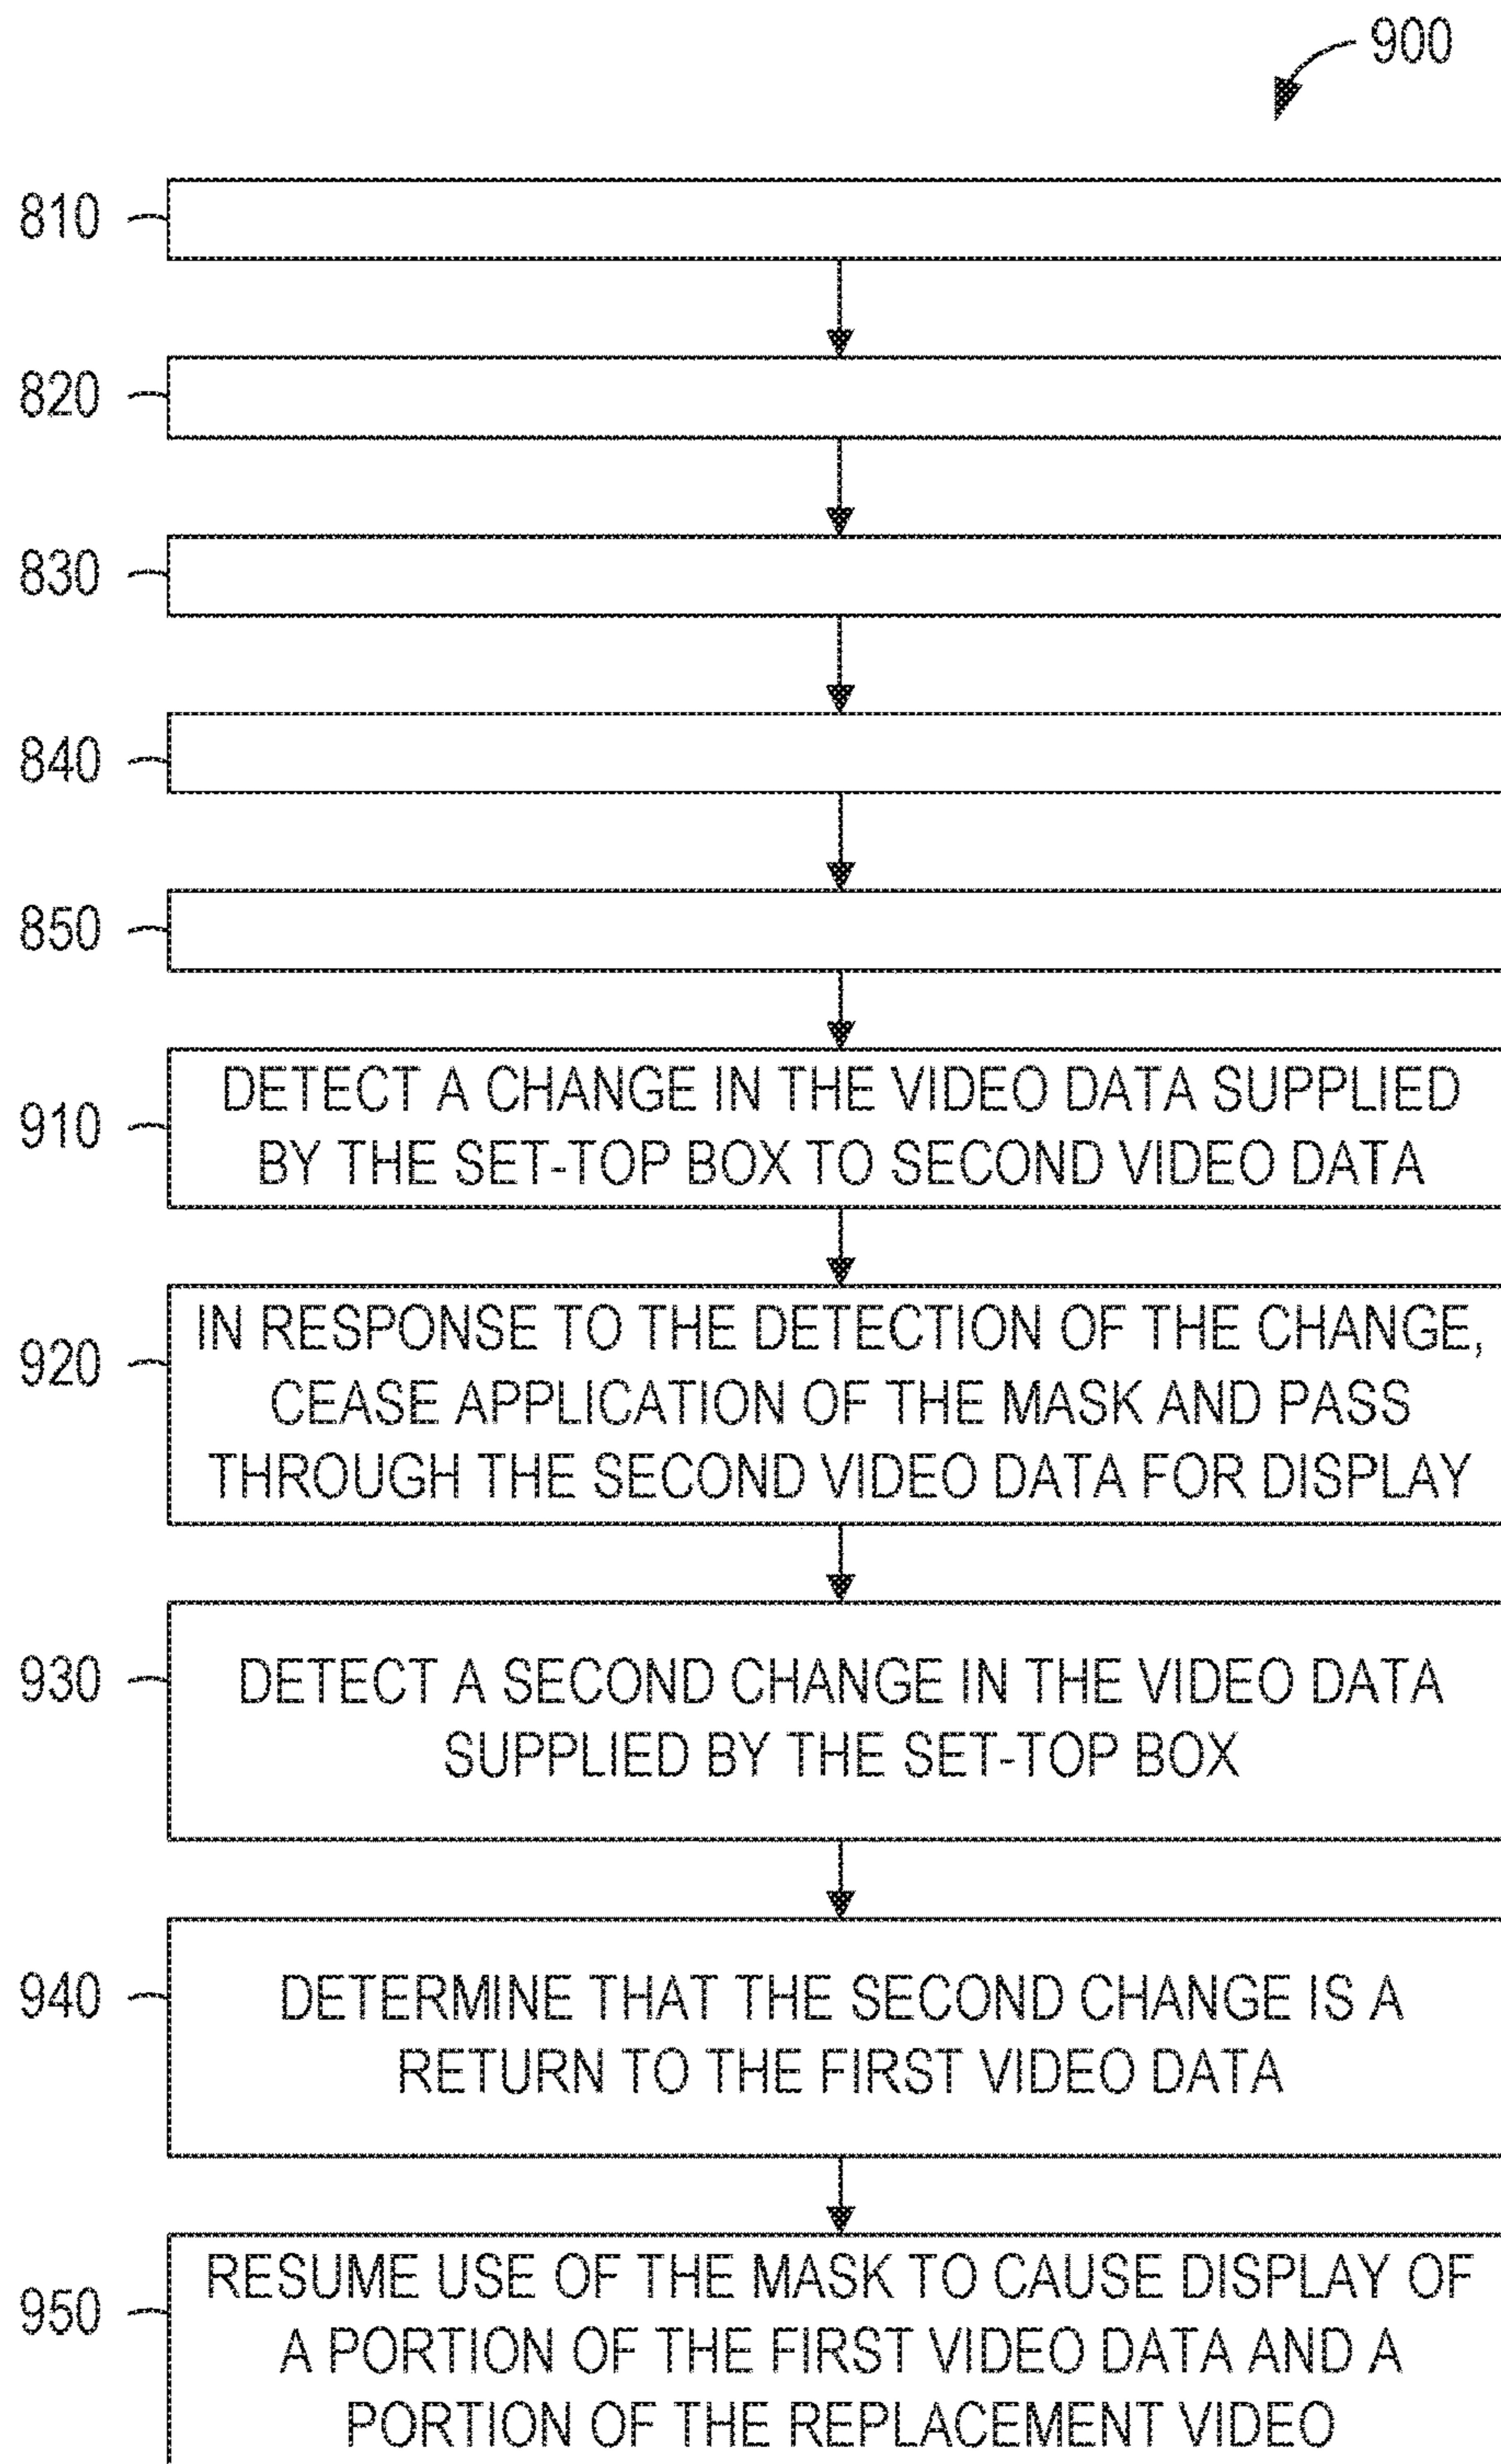 900
810
820
830
840
850
910
DETECT A CHANGE IN THE VIDEO DATA SUPPLIED
BY THE SET-TOP BOX TO SECOND VIDEO DATA
920
IN RESPONSE TO THE DETECTION OF THE CHANGE,
CEASE APPLICATION OF THE MASK AND PASS
THROUGH THE SECOND VIDEO DATA FOR DISPLAY
930
DETECT A SECOND CHANGE IN THE VIDEO DATA
SUPPLIED BY THE SET-TOP BOX
940
DETERMINE THAT THE SECOND CHANGE IS A
RETURN TO THE FIRST VIDEO DATA
950
RESUME USE OF THE MASK TO CAUSE DISPLAY OF
A PORTION OF THE FIRST VIDEO DATA AND A
PORTION OF THE REPLACEMENT VIDEO